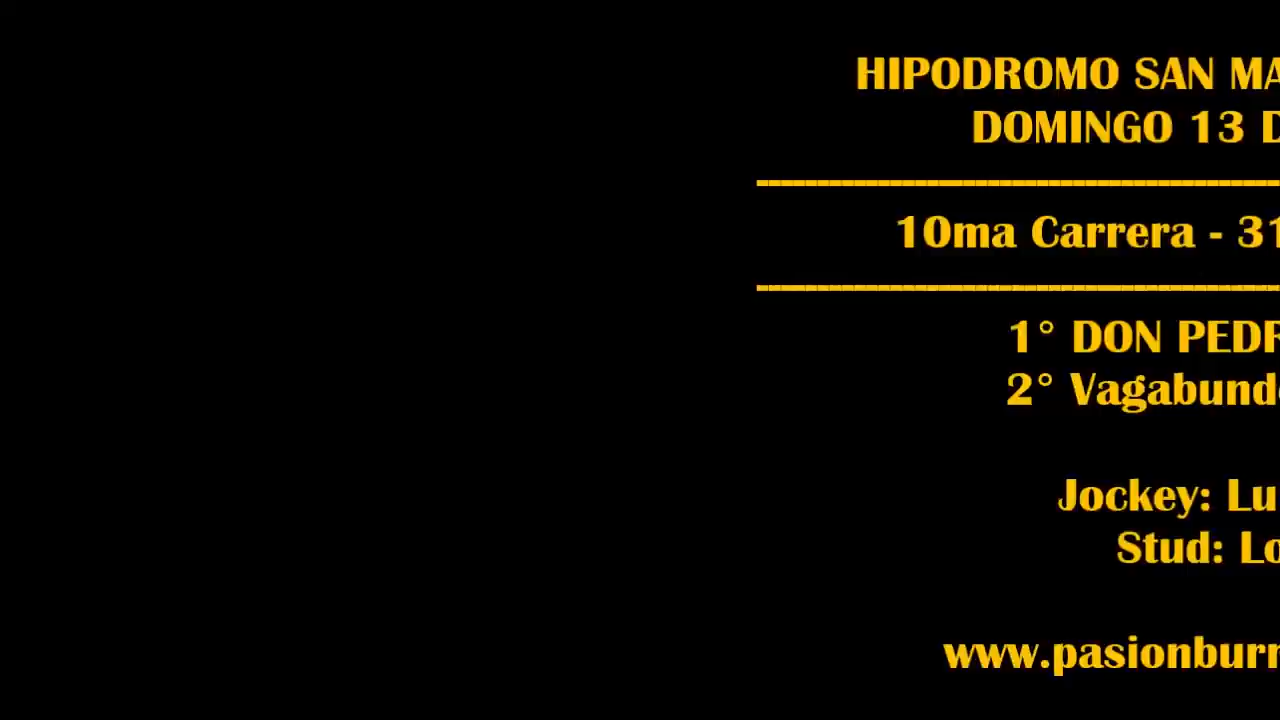 HIPODROMO SAN MA
DOMINGO 13 D
10ma Carrera - 31
1° DON PEDR
2° Vagabund
Jockey: Lu
Stud: Lo
www.pasionburr